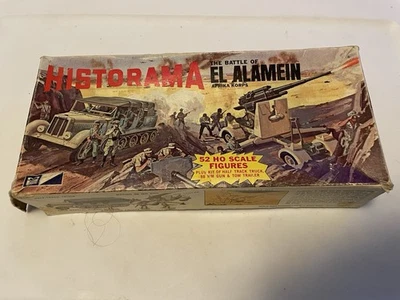 HISTORAMA
THE BATTLE OF
EL ALAMEIN
AFRIKA KORPS
52 HO SCALE
FIGURES
PLUS KIT OF HALF TRACK TRUCK,
88 M/M GUN & TOW TRAILER